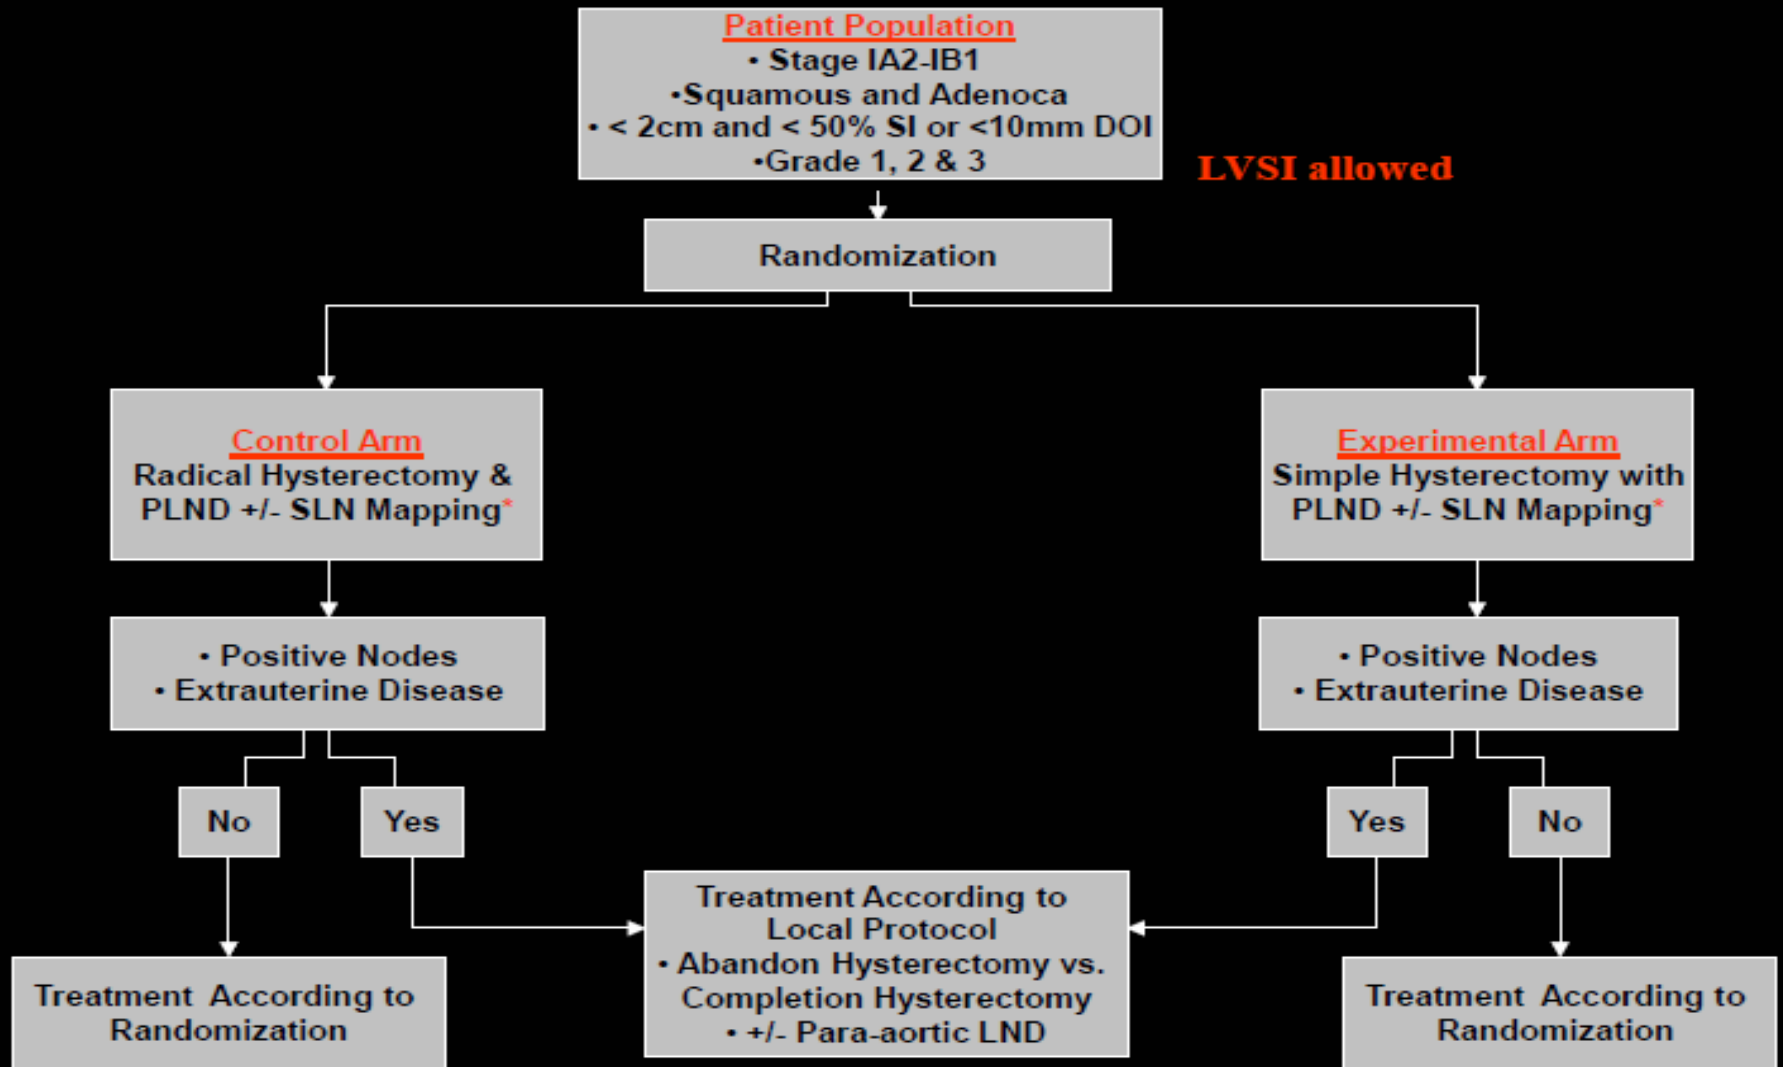 Patient Population
• Stage IA2-IB1
•Squamous and Adenoca
• < 2cm and < 50% SI or <10mm DOI
•Grade 1, 2 & 3
LVSI allowed
Randomization
Control Arm
Radical Hysterectomy &
PLND +/- SLN Mapping*
Experimental Arm
Simple Hysterectomy with
PLND +/- SLN Mapping*
• Positive Nodes
• Extrauterine Disease
• Positive Nodes
• Extrauterine Disease
No
Yes
Yes
No
Treatment According to
Local Protocol
• Abandon Hysterectomy vs.
Completion Hysterectomy
• +/- Para-aortic LND
Treatment According to
Randomization
Treatment According to
Randomization